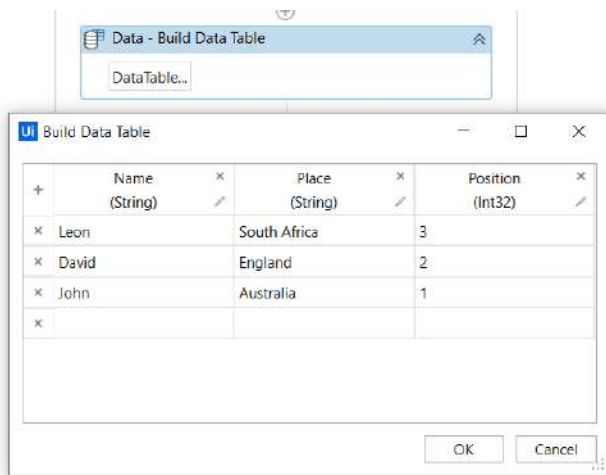 Data - Build Data Table
DataTable...
Ui Build Data Table
Name Place Position
(String) (String) (Int32)
Leon South Africa 3
David England 2
John Australia 1
OK Cancel